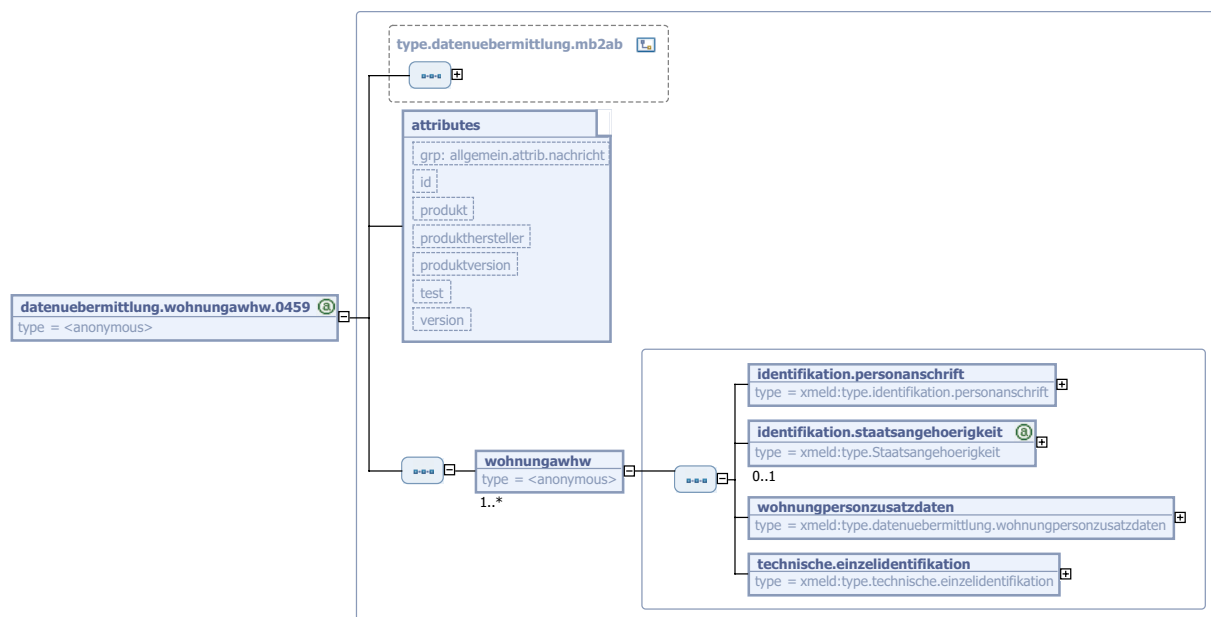 type.datenuebermittlung.mb2ab
attributes
grp: allgemein.attrib.nachricht
id
produkt
produkthersteller
produktversion
test
version
datenuebermittlung.wohnungawhw.0459 a
type = <anonymous>
wohnungawhw
type = <anonymous>
1..*
identifikation.personanschrift
type = xmeld:type.identifikation.personanschrift
identifikation.staatsangehoerigkeit a
type = xmeld:type.Staatsangehoerigkeit
0..1
wohnungpersonzusatzdaten
type = xmeld:type.datenuebermittlung.wohnungpersonzusatzdaten
technische.einzelidentifikation
type = xmeld:type.technische.einzelidentifikation